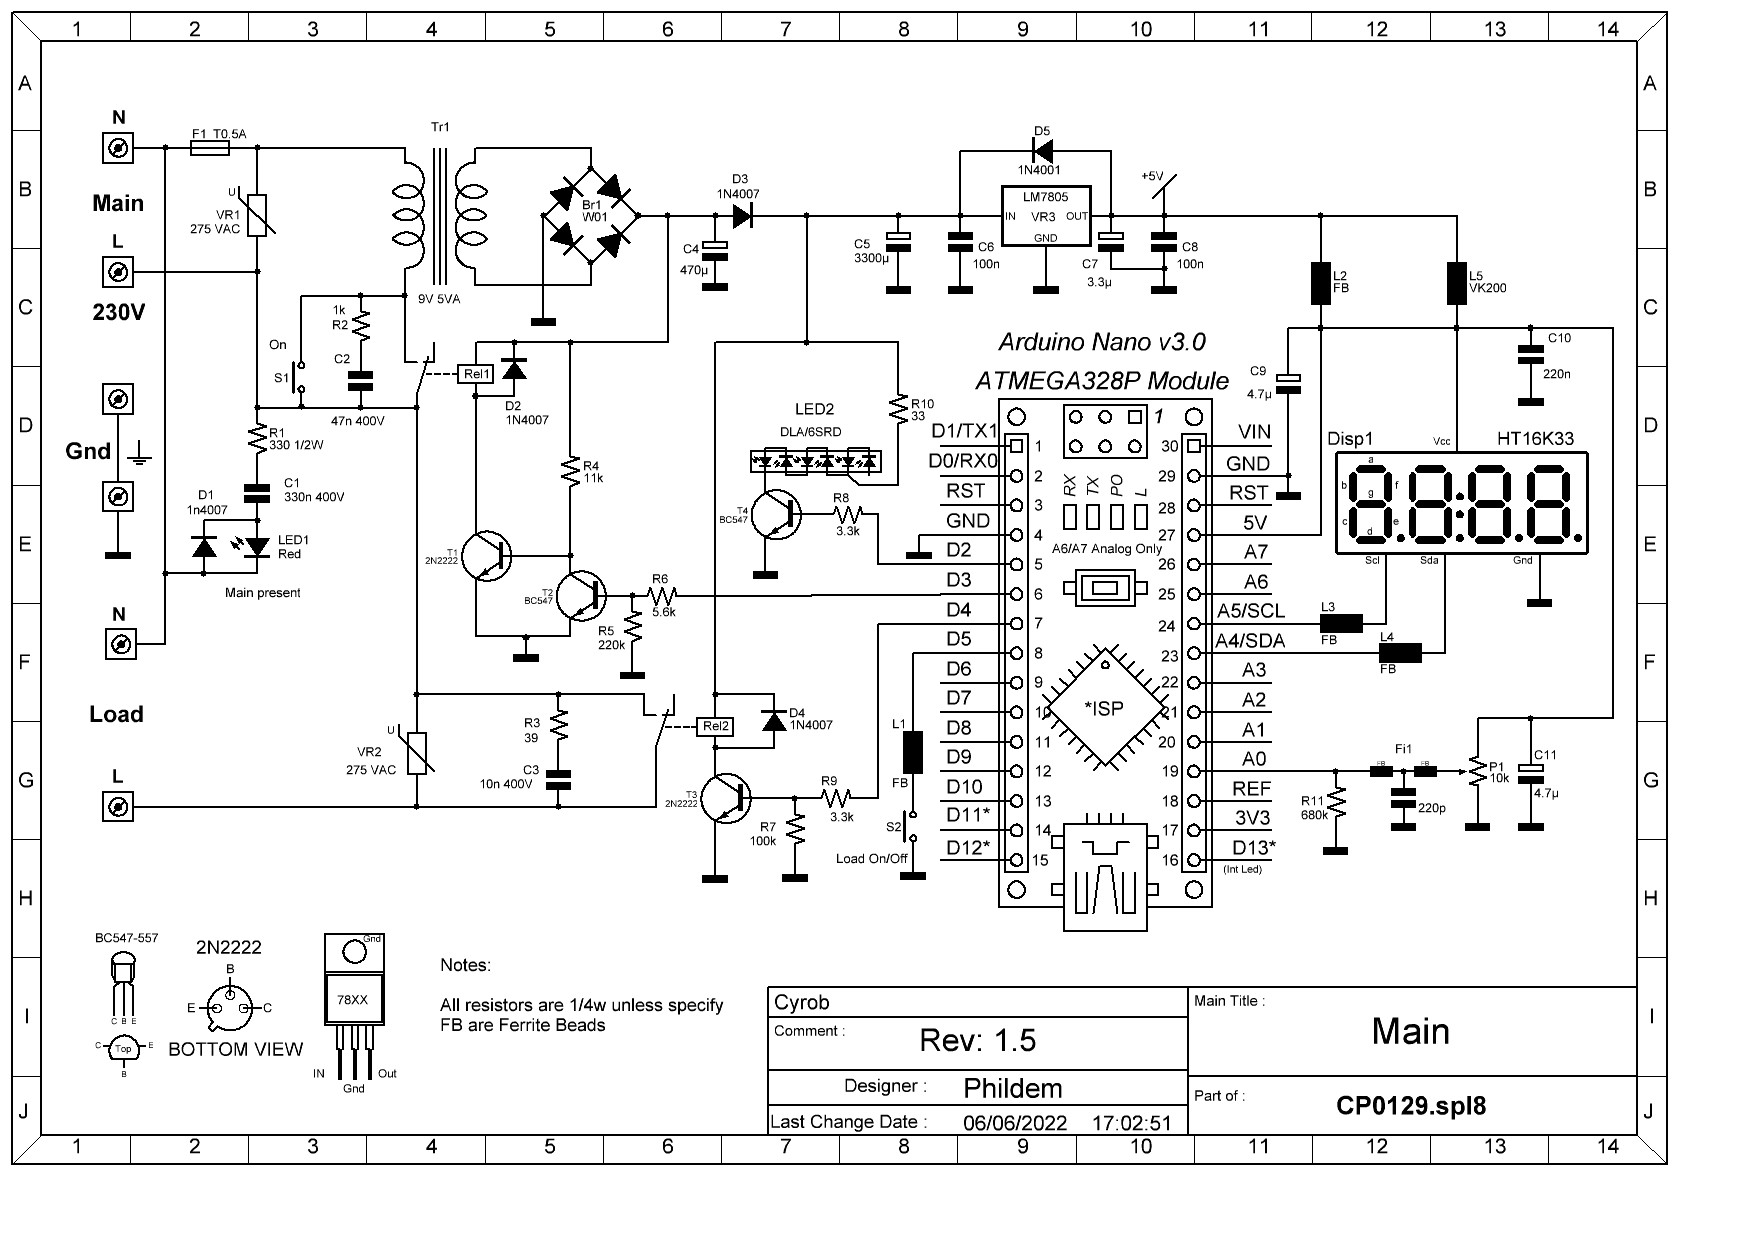 1 2 3 4 5 6 7 8 9 10 11 12 13 14
A A
B B
C C
D D
E E
F F
G G
H H
I I
J J
N
F1 T0.5A
Main
U
VR1
275 VAC
L
230V
Tr1
9V 5VA
Br1
W01
D3
1N4007
C4
470µ
C5
3300µ
D5
1N4001
LM7805
IN VR3 OUT
GND
C6
100n
C7
3.3µ
C8
100n
+5V
L2
FB
L5
VK200
1k
R2
On
S1
C2
47n 400V
Rel1
D2
1N4007
Gnd
R1
330 1/2W
C1
330n 400V
D1
1n4007
LED1
Red
Main present
R4
11k
T1
2N2222
T2
BC547
R6
5.6k
R5
220k
LED2
DLA/6SRD
R10
33
T4
BC547
R8
3.3k
Arduino Nano v3.0
ATMEGA328P Module
1
D1/TX1 1 30 VIN
D0/RX0 2 29 GND
RST 3 28 RST
GND 4 27 5V
D2 5 26 A7
D3 6 25 A6
D4 7 24 A5/SCL
D5 8 23 A4/SDA
D6 9 22 A3
D7 10 21 A2
D8 11 20 A1
D9 12 19 A0
D10 13 18 REF
D11* 14 17 3V3
D12* 15 16 D13*
(Int Led)
RX TX PO L
A6/A7 Analog Only
*ISP
C9
4.7µ
C10
220n
Disp1 Vcc HT16K33
a
b f
g
c e
d
Scl Sda Gnd
L3
FB
L4
FB
N
Load
L
U
VR2
275 VAC
R3
39
C3
10n 400V
Rel2
D4
1N4007
T3
2N2222
R9
3.3k
R7
100k
L1
FB
S2
Load On/Off
Fi1
FB FB
R11
680k
220p
P1
10k
C11
4.7µ
BC547-557
C B E
C Top E
B
2N2222
B
E C
BOTTOM VIEW
Gnd
78XX
IN Out
Gnd
Notes:
All resistors are 1/4w unless specify
FB are Ferrite Beads
Cyrob
Comment :
Rev: 1.5
Designer : Phildem
Last Change Date : 06/06/2022 17:02:51
Main Title :
Main
Part of :
CP0129.spl8
1 2 3 4 5 6 7 8 9 10 11 12 13 14